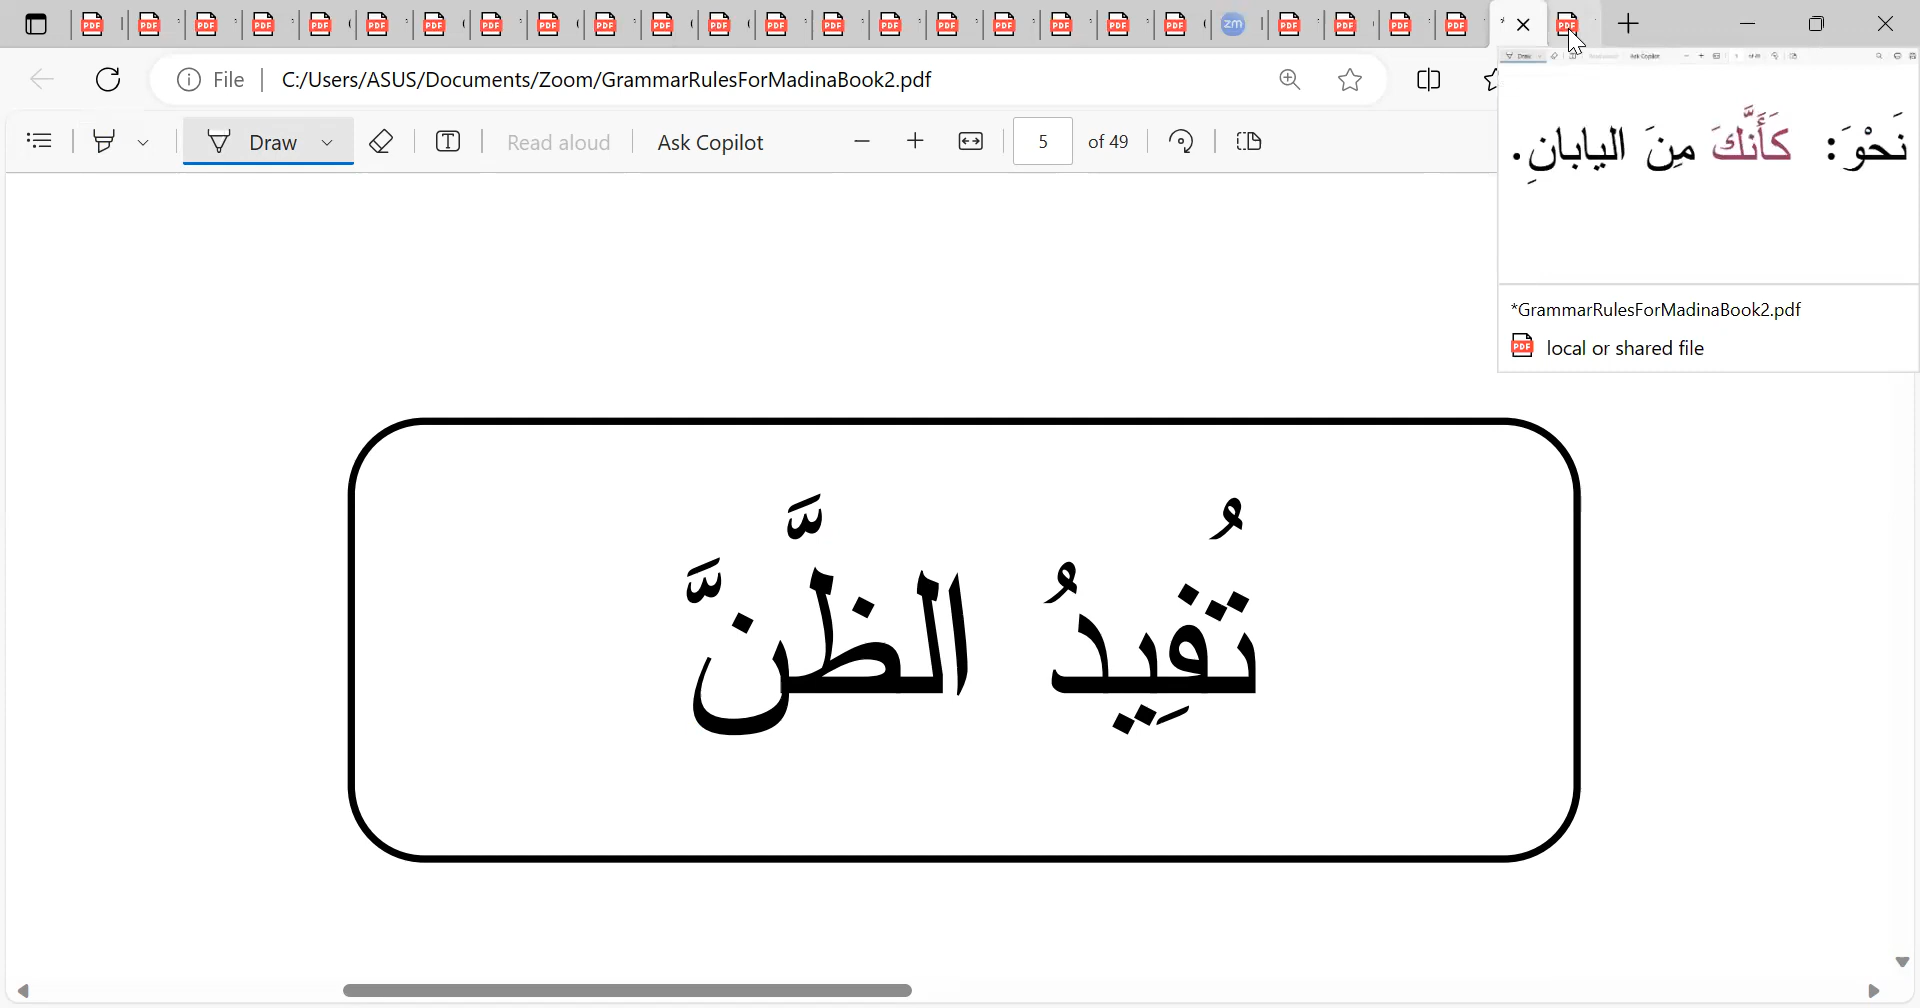 File
C:/Users/ASUS/Documents/Zoom/GrammarRulesForMadinaBook2.pdf
Draw
Read aloud
Ask Copilot
5
of 49
نَحْوَ: كَأَنَّكَ مِنَ اليابانِ.
*GrammarRulesForMadinaBook2.pdf
PDF local or shared file
تُفِيدُ الظَّنَّ